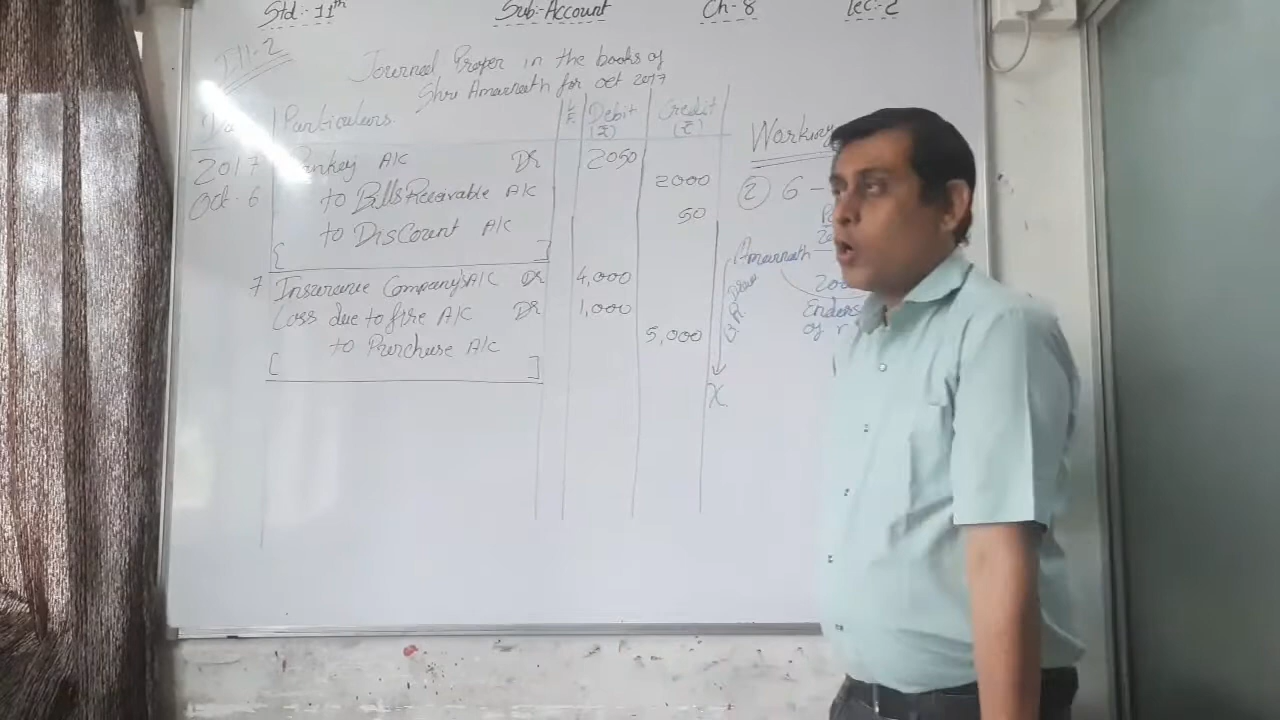 Std:- 11th Sub:- Account Ch-8 Lec:-2
Ill-2
Journal Proper in the books of
Shri Amarnath for Oct 2017
Particulars. L.F. Debit (₹) Credit (₹)
2017 A/c Dr 2050
Oct. 6 to Bills Receivable A/c 2000
to Discount A/c 50
7 Insurance Company's A/c Dr 4,000
Loss due to fire A/c Dr 1,000
to Purchase A/c 5,000
Working
② 6 -
Amarnath
Enders
of